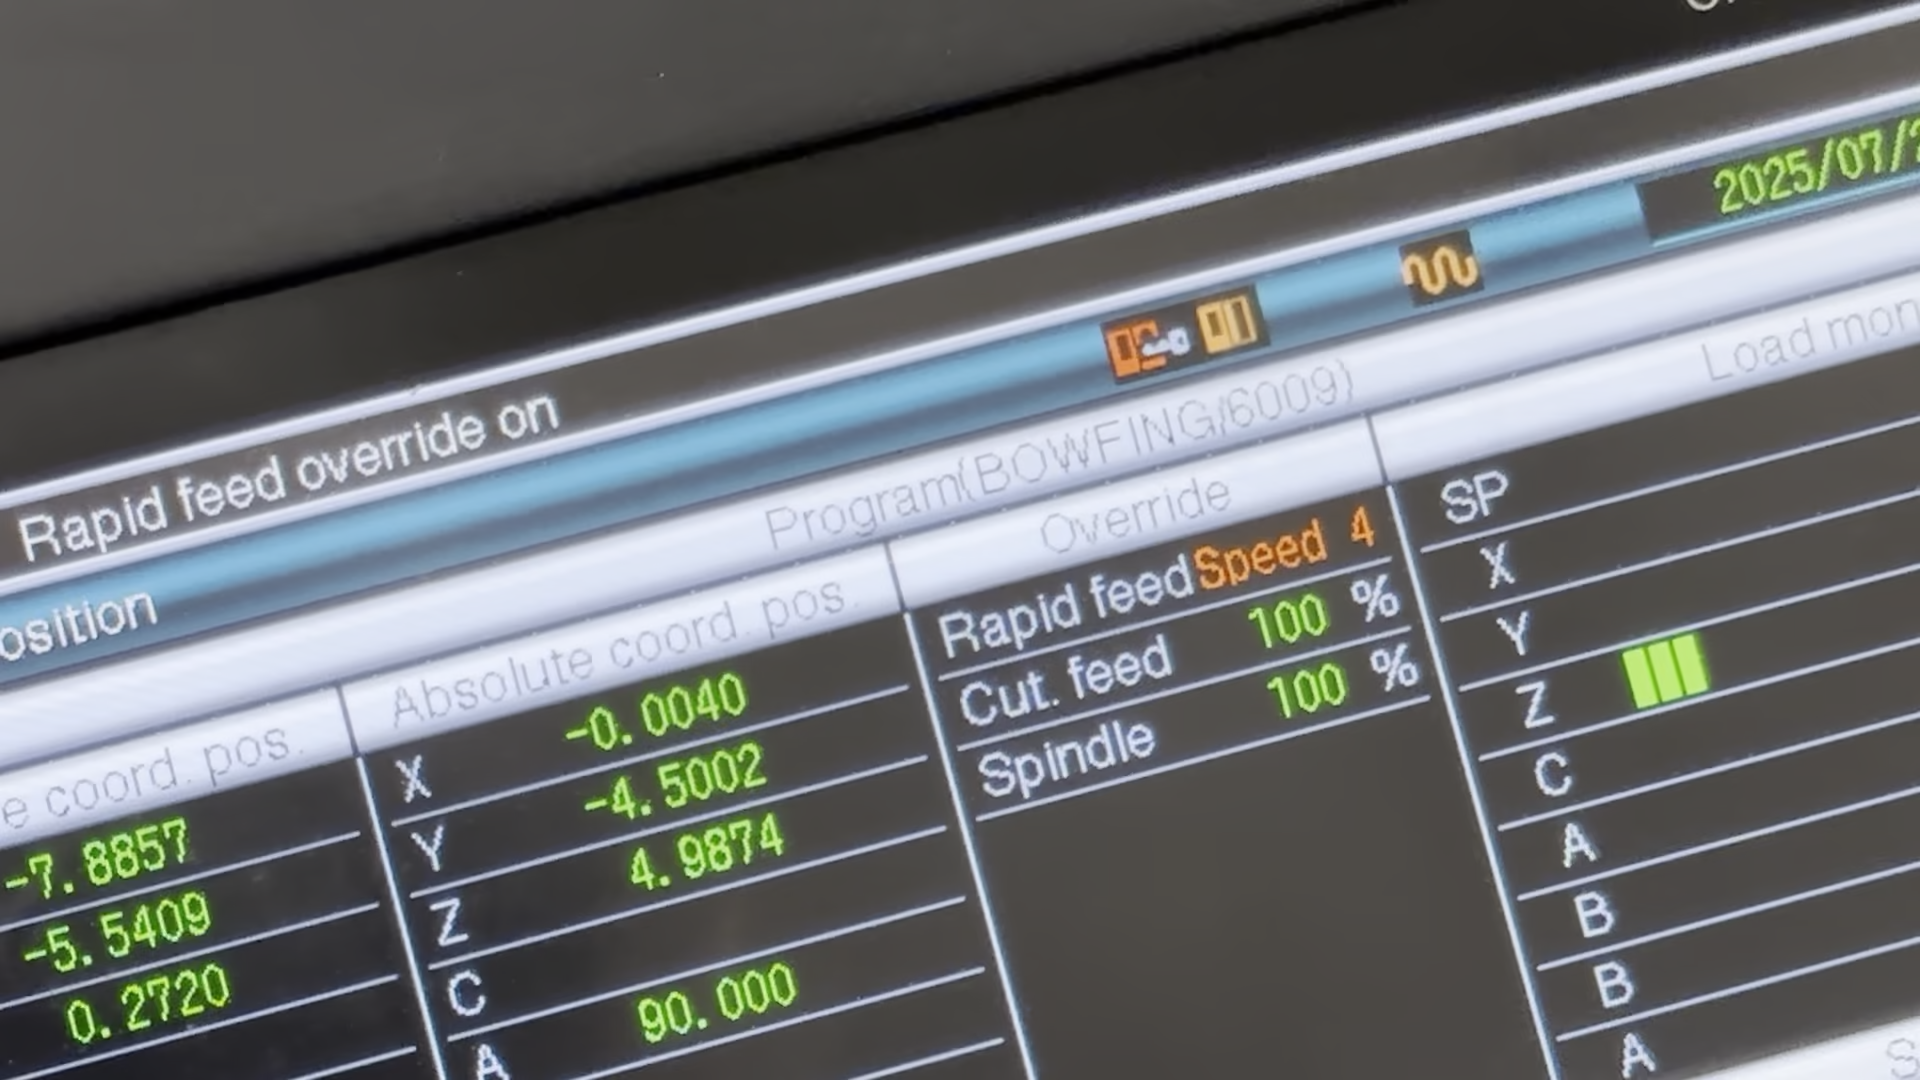 Rapid feed override on
2025/07/
osition
Program(BOWFING/6009)
e coord. pos.
-7.8857
-5.5409
0.2720
Absolute coord. pos.
X -0.0040
Y -4.5002
Z 4.9874
C
A 90.000
Override
Rapid feed Speed 4
Cut. feed 100 %
Spindle 100 %
Load mon
SP
X
Y
Z
C
A
B
B
A